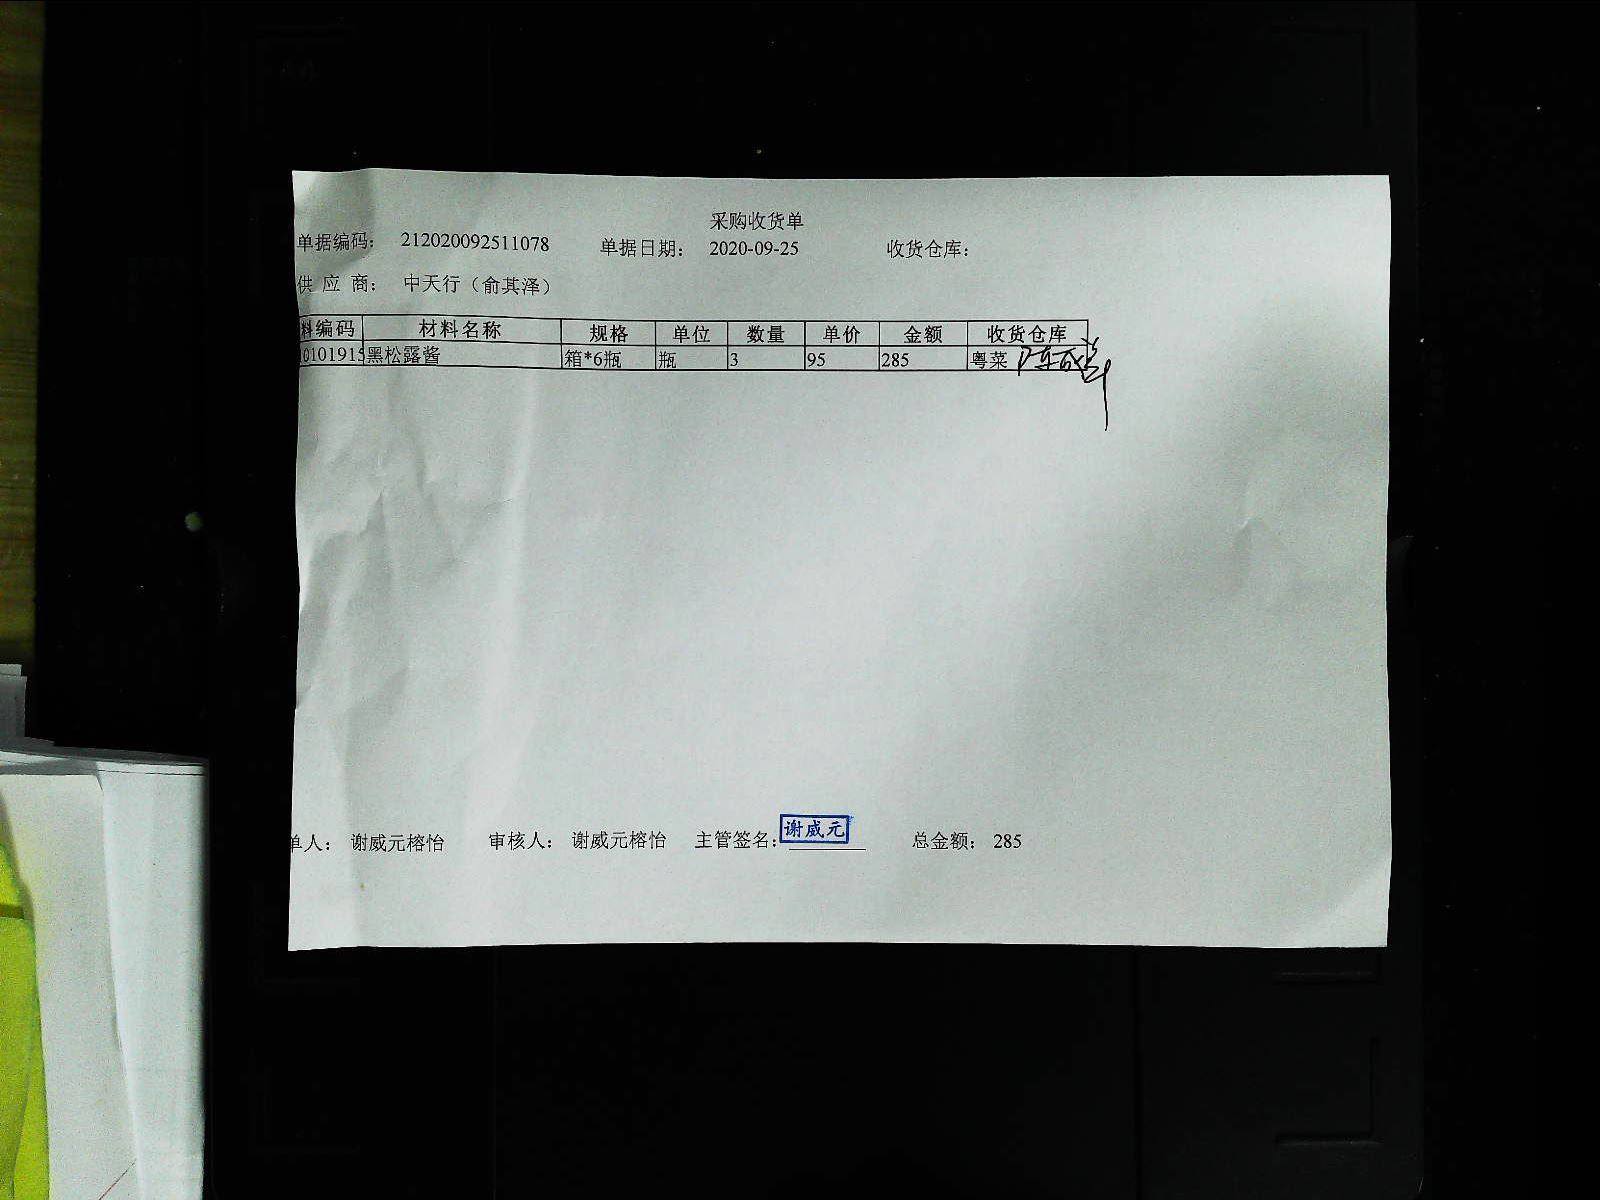 采购收货单
单据编码： 212020092511078 单据日期： 2020-09-25 收货仓库：
供 应 商： 中天行（俞其泽）
料编码 材料名称 规格 单位 数量 单价 金额 收货仓库
10101915 黑松露酱 箱*6瓶 瓶 3 95 285 粤菜
单人： 谢威元榕怡 审核人： 谢威元榕怡 主管签名： 谢威元 总金额： 285